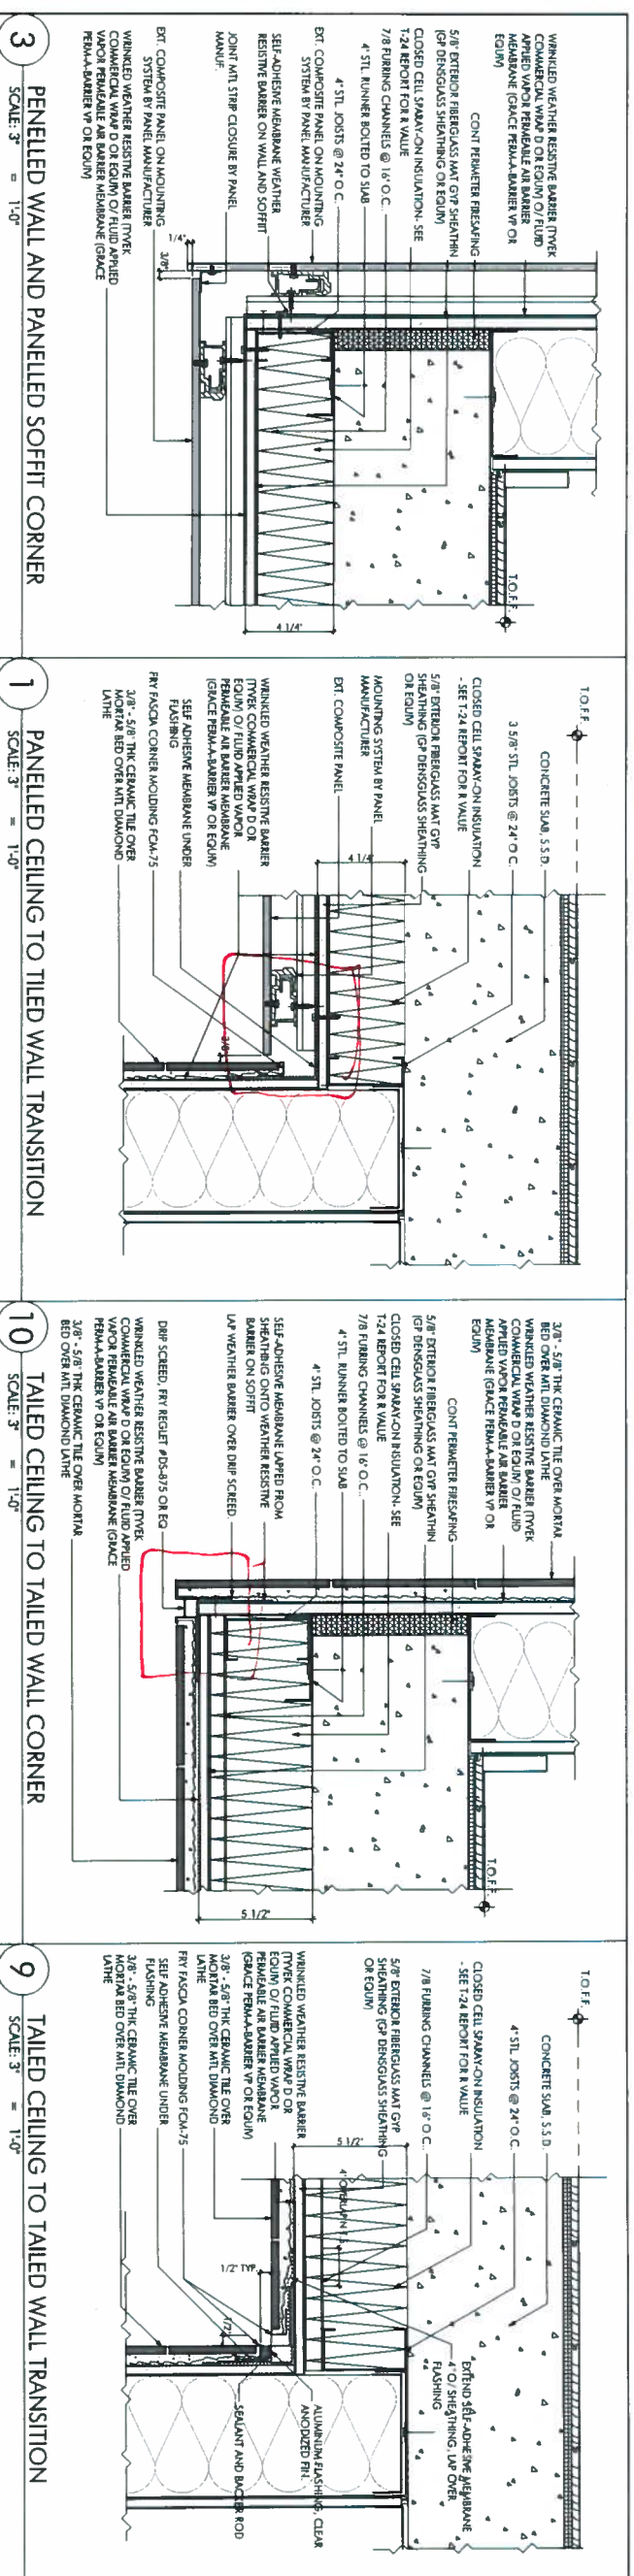 WRINKLED WEATHER RESISTIVE BARRIER (TYVEK
COMMERCIAL WRAP D OR EQUIV) O/ FLUID
APPLIED VAPOR PERMEABLE AIR BARRIER
MEMBRANE (GRACE PERM-A-BARRIER VP OR
EQUIV)
CONT PERIMETER FIRESAFING
5/8" EXTERIOR FIBERGLASS MAT GYP SHEATHIN
(GP DENSGLASS SHEATHING OR EQUIV)
CLOSED CELL SPARAY-ON INSULATION- SEE
T-24 REPORT FOR R VALUE
7/8 FURRING CHANNELS @ 16" O.C.
4" STL. RUNNER BOLTED TO SLAB
4" STL. JOISTS @ 24" O.C.
EXT. COMPOSITE PANEL ON MOUNTING
SYSTEM BY PANEL MANUFACTURER
SELF-ADHESIVE MEMBRANE WEATHER
RESISTIVE BARRIER ON WALL AND SOFFIT
JOINT MTL STRIP CLOSURE BY PANEL
MANUF.
EXT. COMPOSITE PANEL ON MOUNTING
SYSTEM BY PANEL MANUFACTURER
WRINKLED WEATHER RESISTIVE BARRIER (TYVEK
COMMERCIAL WRAP D OR EQUIV) O/ FLUID APPLIED
VAPOR PERMEABLE AIR BARRIER MEMBRANE (GRACE
PERM-A-BARRIER VP OR EQUIV)
1/4"
3/8"
T.O.F.F.
4 1/4"
3
PENELLED WALL AND PANELLED SOFFIT CORNER
SCALE: 3" = 1'-0"
T.O.F.F.
CONCRETE SLAB, S.S.D.
3 5/8" STL. JOISTS @ 24" O.C.
CLOSED CELL SPARAY-ON INSULATION
- SEE T-24 REPORT FOR R VALUE
5/8" EXTERIOR FIBERGLASS MAT GYP
SHEATHING (GP DENSGLASS SHEATHING
OR EQUIV)
MOUNTING SYSTEM BY PANEL
MANUFACTURER
EXT. COMPOSITE PANEL
WRINKLED WEATHER RESISTIVE BARRIER
(TYVEK COMMERCIAL WRAP D OR
EQUIV) O/ FLUID APPLIED VAPOR
PERMEABLE AIR BARRIER MEMBRANE
(GRACE PERM-A-BARRIER VP OR EQUIV)
SELF ADHESIVE MEMBRANE UNDER
FLASHING
FRY FASCIA CORNER MOLDING FCM-75
3/8" - 5/8" THK CERAMIC TILE OVER
MORTAR BED OVER MTL DIAMOND
LATHE
4 1/4"
3/8"
1
PANELLED CEILING TO TILED WALL TRANSITION
SCALE: 3" = 1'-0"
3/8" - 5/8" THK CERAMIC TILE OVER MORTAR
BED OVER MTL DIAMOND LATHE
WRINKLED WEATHER RESISTIVE BARRIER (TYVEK
COMMERCIAL WRAP D OR EQUIV) O/ FLUID
APPLIED VAPOR PERMEABLE AIR BARRIER
MEMBRANE (GRACE PERM-A-BARRIER VP OR
EQUIV)
CONT PERIMETER FIRESAFING
5/8" EXTERIOR FIBERGLASS MAT GYP SHEATHIN
(GP DENSGLASS SHEATHING OR EQUIV)
CLOSED CELL SPARAY-ON INSULATION- SEE
T-24 REPORT FOR R VALUE
7/8 FURRING CHANNELS @ 16" O.C.
4" STL. RUNNER BOLTED TO SLAB
4" STL. JOISTS @ 24" O.C.
SELF-ADHESIVE MEMBRANE LAPPED FROM
SHEATHING ONTO WEATHER RESISTIVE
BARRIER ON SOFFIT
LAP WEATHER BARRIER OVER DRIP SCREED
DRIP SCREED, FRY REGLET #DS-875 OR EQ
WRINKLED WEATHER RESISTIVE BARRIER (TYVEK
COMMERCIAL WRAP D OR EQUIV) O/ FLUID APPLIED
VAPOR PERMEABLE AIR BARRIER MEMBRANE (GRACE
PERM-A-BARRIER VP OR EQUIV)
3/8" - 5/8" THK CERAMIC TILE OVER MORTAR
BED OVER MTL DIAMOND LATHE
T.O.F.F.
5 1/2"
10
TAILED CEILING TO TAILED WALL CORNER
SCALE: 3" = 1'-0"
T.O.F.F.
CONCRETE SLAB, S.S.D.
4" STL. JOISTS @ 24" O.C.
CLOSED CELL SPARAY-ON INSULATION
- SEE T-24 REPORT FOR R VALUE
7/8 FURRING CHANNELS @ 16" O.C.
5/8" EXTERIOR FIBERGLASS MAT GYP
SHEATHING (GP DENSGLASS SHEATHING
OR EQUIV)
WRINKLED WEATHER RESISTIVE BARRIER
(TYVEK COMMERCIAL WRAP D OR
EQUIV) O/ FLUID APPLIED VAPOR
PERMEABLE AIR BARRIER MEMBRANE
(GRACE PERM-A-BARRIER VP OR EQUIV)
3/8" - 5/8" THK CERAMIC TILE OVER
MORTAR BED OVER MTL DIAMOND
LATHE
FRY FASCIA CORNER MOLDING FCM-75
SELF ADHESIVE MEMBRANE UNDER
FLASHING
3/8" - 5/8" THK CERAMIC TILE OVER
MORTAR BED OVER MTL DIAMOND
LATHE
5 1/2"
4" OVERLAP
1/2" TYP
1/2"
EXTEND SELF-ADHESIVE MEMBRANE
4" O/ SHEATHING, LAP OVER
FLASHING
ALUMINUM FLASHING, CLEAR
ANODIZED FIN.
SEALANT AND BACKER ROD
9
TAILED CEILING TO TAILED WALL TRANSITION
SCALE: 3" = 1'-0"